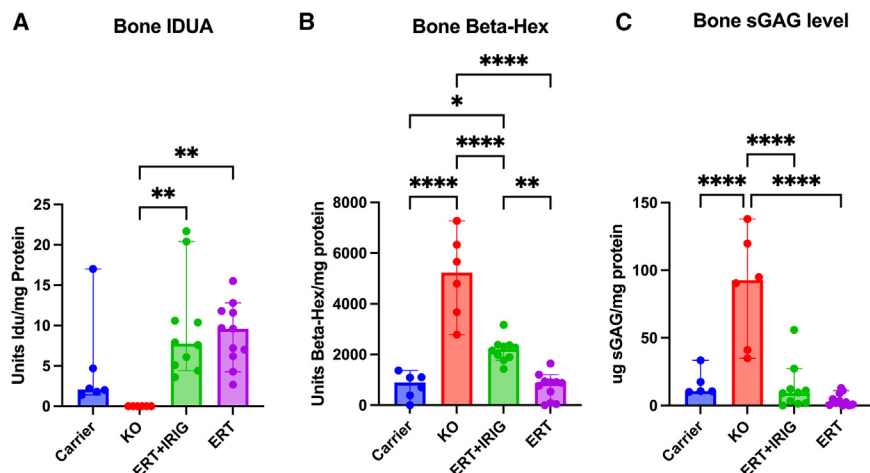 A
Bone IDUA
**
**
Units Idu/mg Protein
25
20
15
10
5
0
Carrier
KO
ERT+IRIG
ERT
B
Bone Beta-Hex
****
*
****
****
**
Units Beta-Hex/mg protein
8000
6000
4000
2000
0
Carrier
KO
ERT+IRIG
ERT
C
Bone sGAG level
****
****
****
ug sGAG/mg protein
150
100
50
0
Carrier
KO
ERT+IRIG
ERT